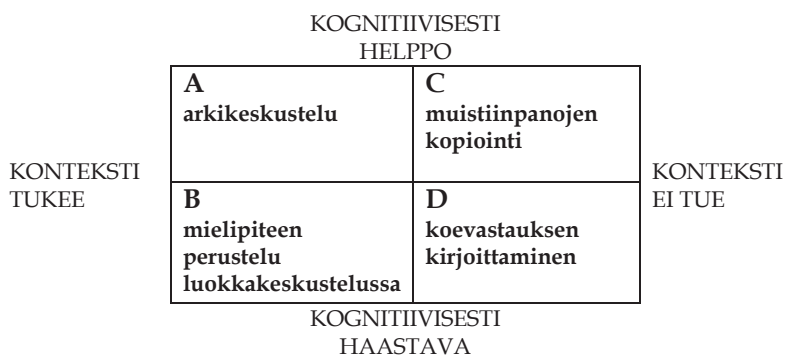 KOGNITIIVISESTI
HELPPO
A
arkikeskustelu
C
muistiinpanojen
kopiointi
KONTEKSTI
TUKEE
KONTEKSTI
EI TUE
B
mielipiteen
perustelu
luokkakeskustelussa
D
koevastauksen
kirjoittaminen
KOGNITIIVISESTI
HAASTAVA